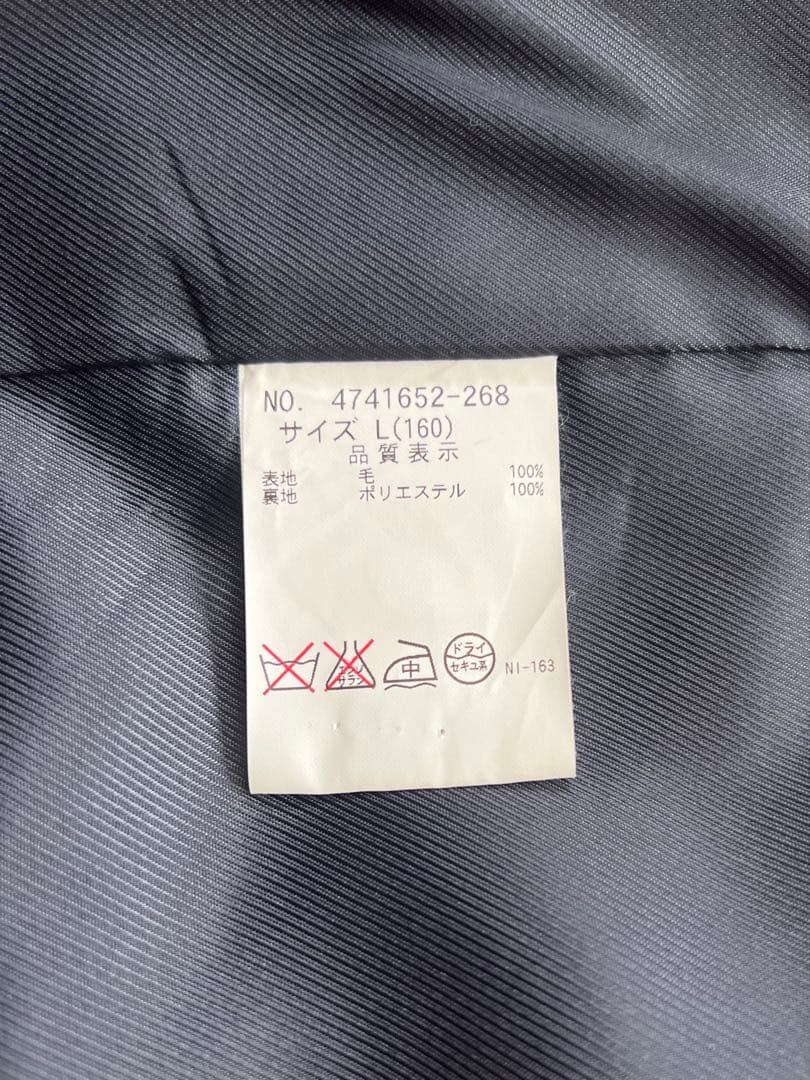 NO. 4741652-268
サイズ L(160)
品質表示
表地 毛 100%
裏地 ポリエステル 100%
エンソ
サラシ
中
ドライ
セキユ系
NI-163